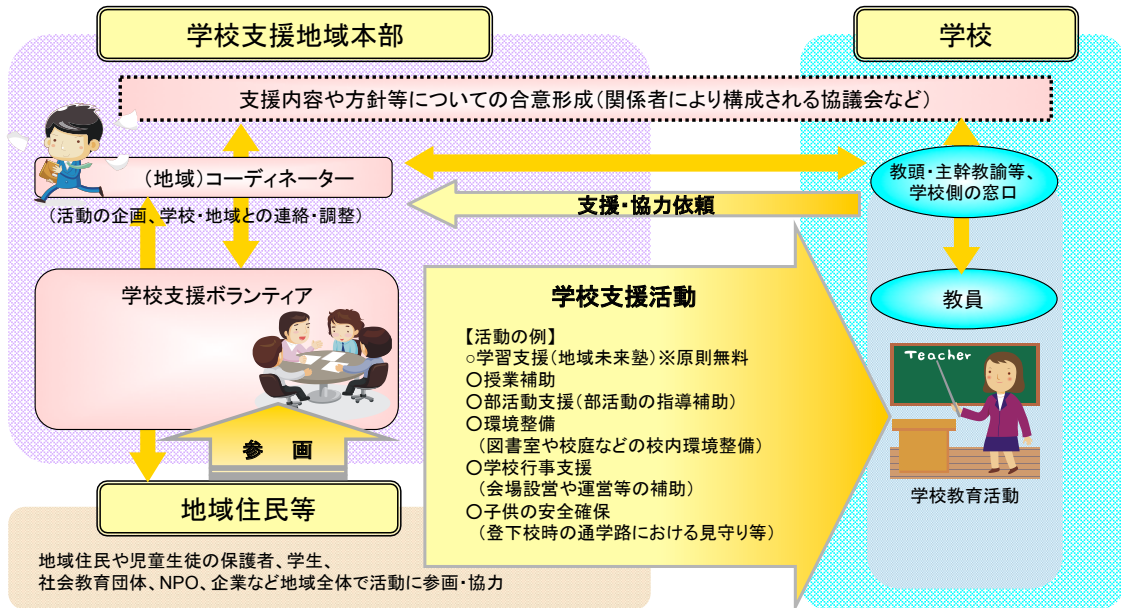 学校支援地域本部
学校
支援内容や方針等についての合意形成(関係者により構成される協議会など)
(地域)コーディネーター
(活動の企画、学校・地域との連絡・調整)
教頭・主幹教諭等、
学校側の窓口
支援・協力依頼
学校支援ボランティア
教員
学校支援活動
【活動の例】
○学習支援(地域未来塾)※原則無料
〇授業補助
〇部活動支援(部活動の指導補助)
〇環境整備
(図書室や校庭などの校内環境整備)
〇学校行事支援
(会場設営や運営等の補助)
〇子供の安全確保
(登下校時の通学路における見守り等)
Teacher
学校教育活動
参 画
地域住民等
地域住民や児童生徒の保護者、学生、
社会教育団体、NPO、企業など地域全体で活動に参画・協力